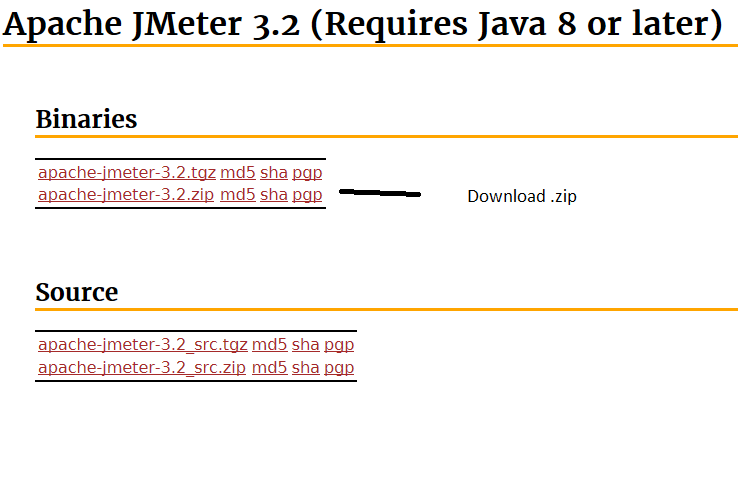 Apache JMeter 3.2 (Requires Java 8 or later)
Binaries
apache-jmeter-3.2.tgz md5 sha pgp
apache-jmeter-3.2.zip md5 sha pgp
Download .zip
Source
apache-jmeter-3.2_src.tgz md5 sha pgp
apache-jmeter-3.2_src.zip md5 sha pgp